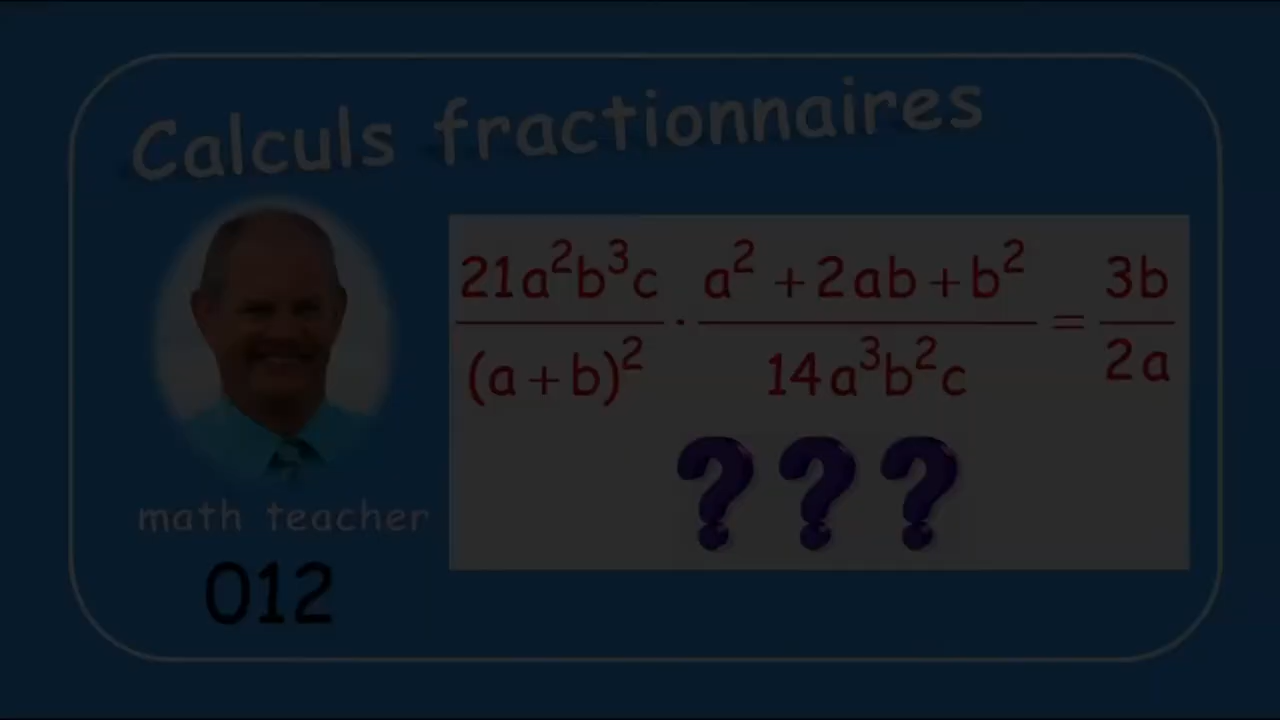 Calculs fractionnaires
21a²b³c / (a+b)² · a² + 2ab + b² / 14a³b²c = 3b / 2a
???
math teacher
012